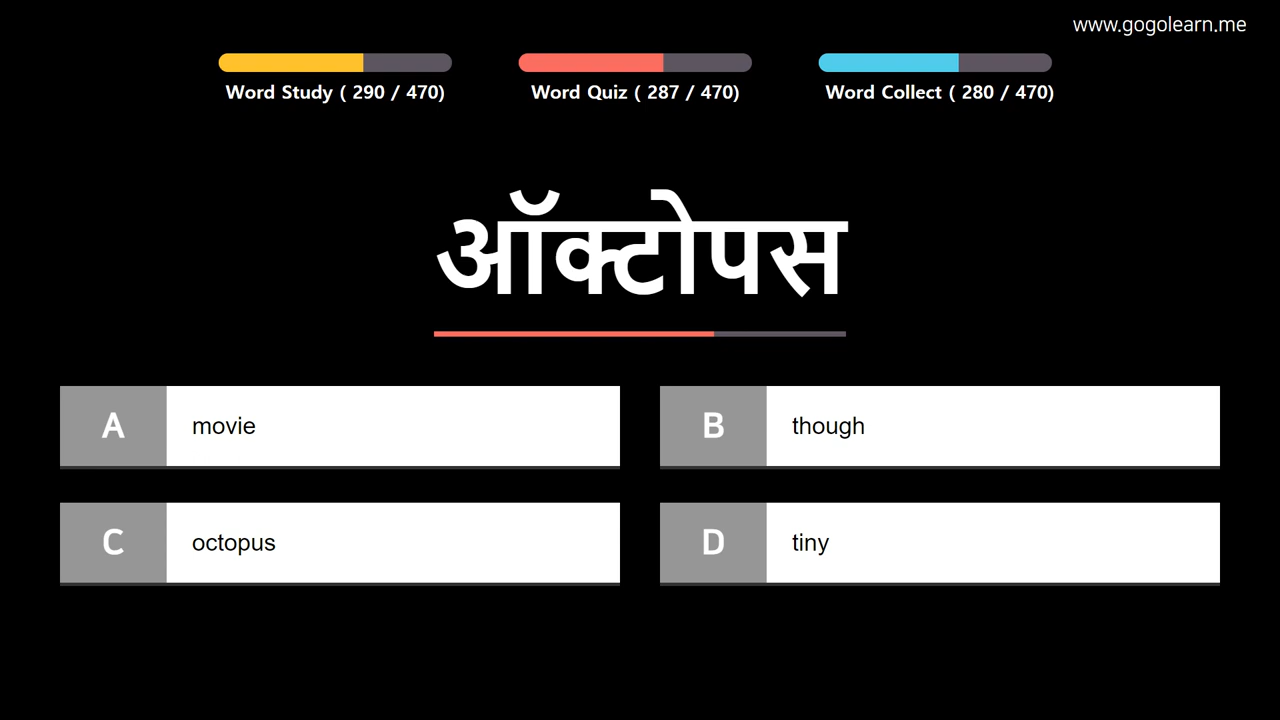 www.gogolearn.me
Word Study ( 290 / 470)
Word Quiz ( 287 / 470)
Word Collect ( 280 / 470)
ऑक्टोपस
A movie
B though
C octopus
D tiny